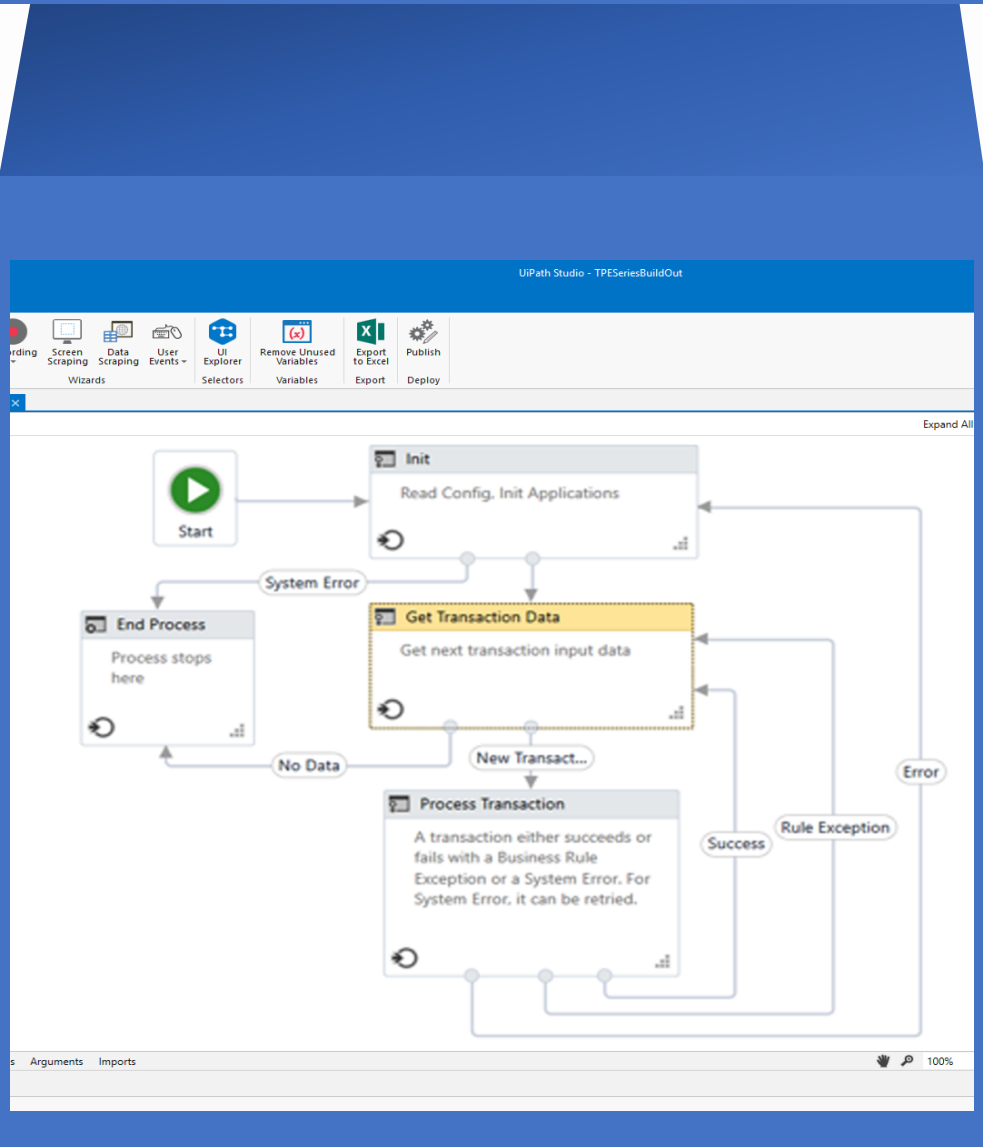 UiPath Studio - TPESeriesBuildOut
Screen
Scraping
Data
Scraping
User
Events
UI
Explorer
Remove Unused
Variables
Export
to Excel
Publish
Wizards
Selectors
Variables
Export
Deploy
Expand All
Init
Read Config, Init Applications
Start
System Error
End Process
Process stops
here
Get Transaction Data
Get next transaction input data
No Data
New Transact...
Error
Process Transaction
A transaction either succeeds or
fails with a Business Rule
Exception or a System Error. For
System Error, it can be retried.
Rule Exception
Success
s Arguments Imports
100%